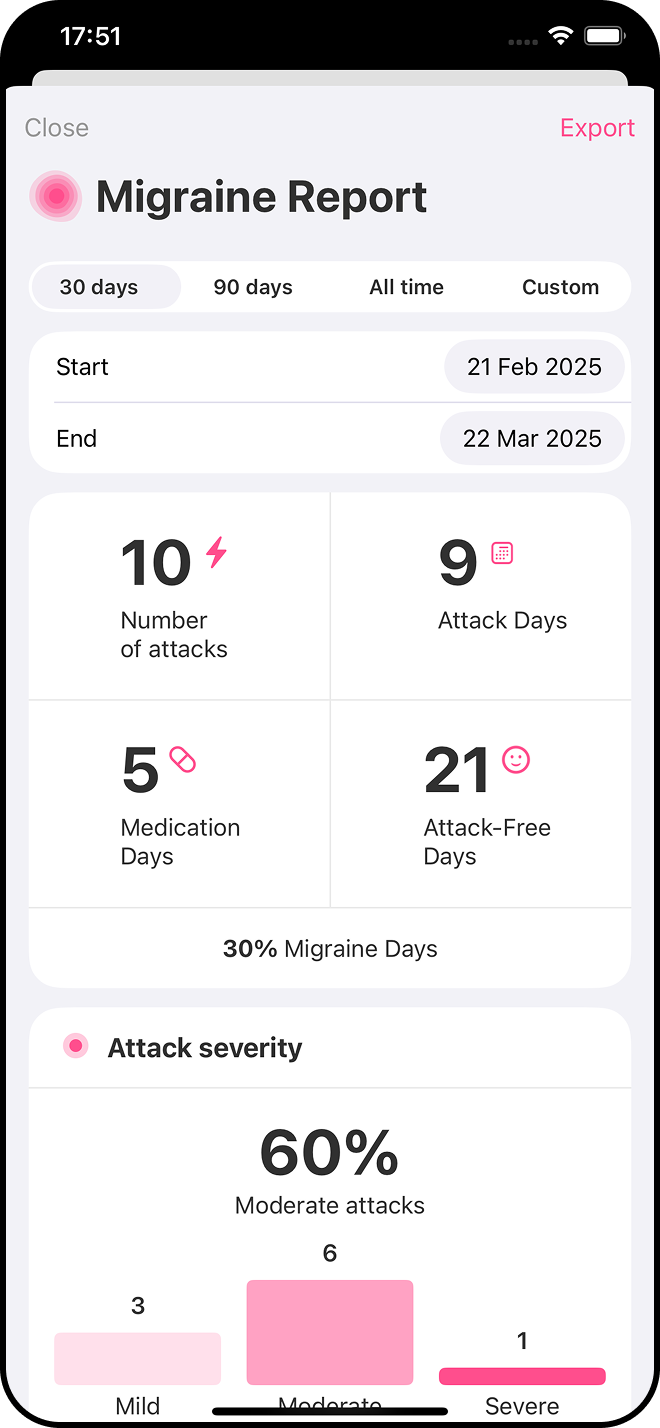 17:51
Close
Export
Migraine Report
30 days
90 days
All time
Custom
Start
21 Feb 2025
End
22 Mar 2025
10
Number
of attacks
9
Attack Days
5
Medication
Days
21
Attack-Free
Days
30% Migraine Days
Attack severity
60%
Moderate attacks
3
6
1
Mild
Moderate
Severe